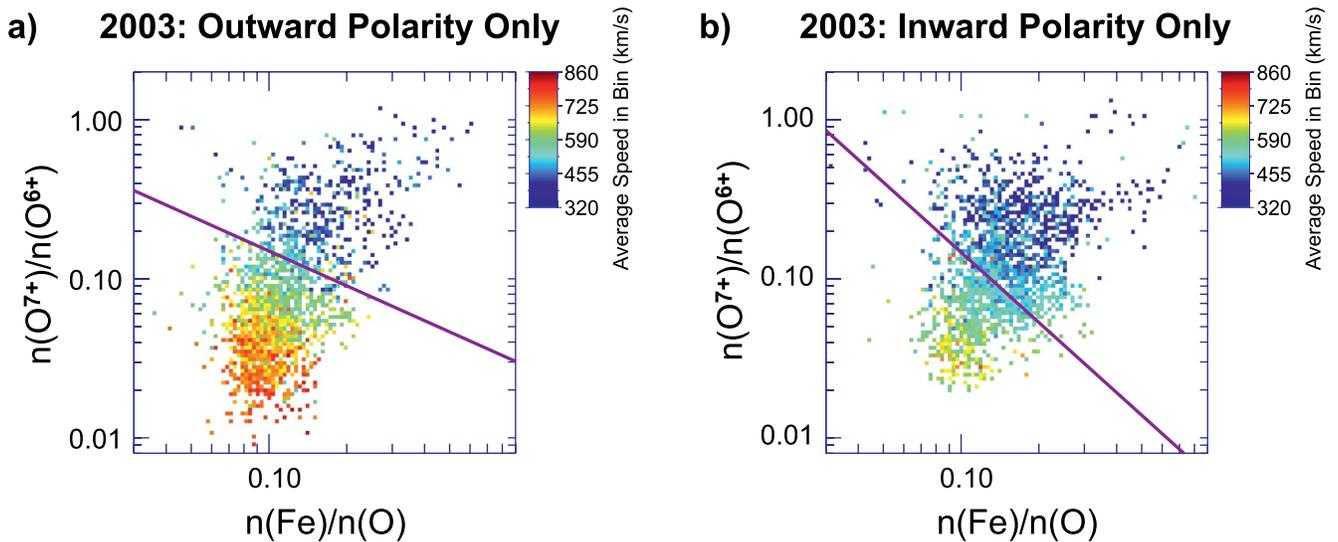 a) 2003: Outward Polarity Only
n(O7+)/n(O6+)
1.00
0.10
0.01
0.10
n(Fe)/n(O)
860
725
590
455
320
Average Speed in Bin (km/s)
b) 2003: Inward Polarity Only
n(O7+)/n(O6+)
1.00
0.10
0.01
0.10
n(Fe)/n(O)
860
725
590
455
320
Average Speed in Bin (km/s)